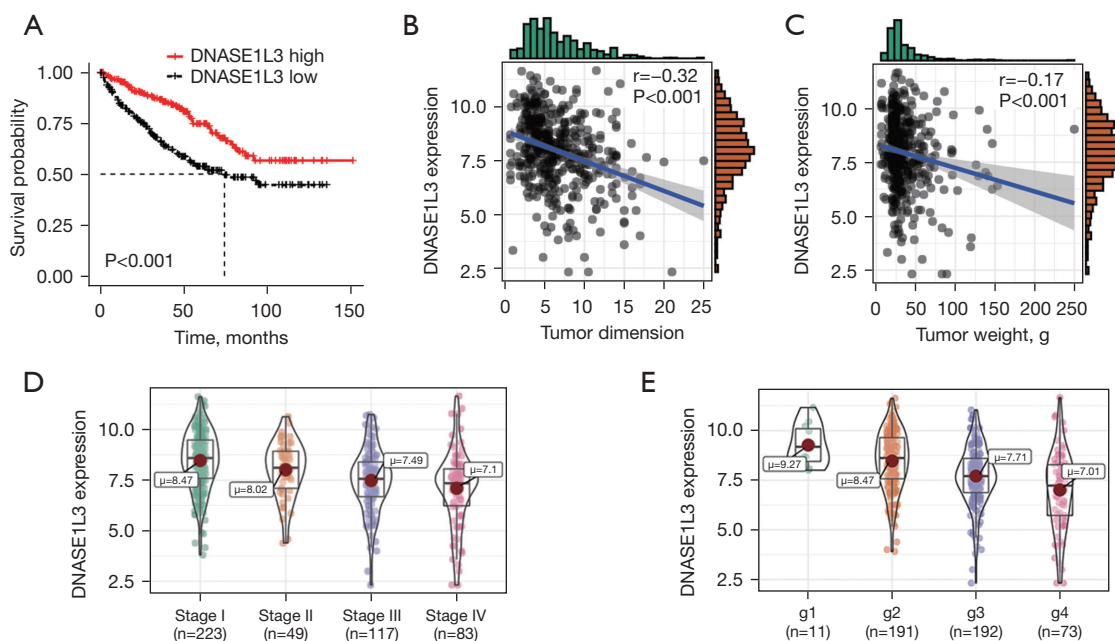 A
DNASE1L3 high
DNASE1L3 low
Survival probability
1.00
0.75
0.50
0.25
0.00
P<0.001
0 50 100 150
Time, months
B
DNASE1L3 expression
10.0
7.5
5.0
2.5
r=−0.32
P<0.001
0 5 10 15 20 25
Tumor dimension
C
DNASE1L3 expression
10.0
7.5
5.0
2.5
r=−0.17
P<0.001
0 50 100 150 200 250
Tumor weight, g
D
DNASE1L3 expression
10.0
7.5
5.0
2.5
μ=8.47
μ=8.02
μ=7.49
μ=7.1
Stage I Stage II Stage III Stage IV
(n=223) (n=49) (n=117) (n=83)
E
DNASE1L3 expression
10.0
7.5
5.0
2.5
μ=9.27
μ=8.47
μ=7.71
μ=7.01
g1 g2 g3 g4
(n=11) (n=191) (n=192) (n=73)